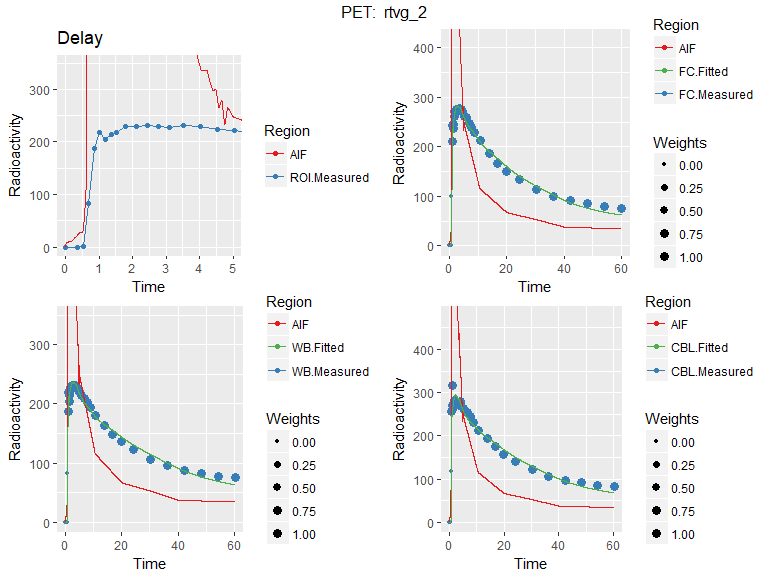 PET: rtvg_2
Delay
Radioactivity
300
200
100
0
0 1 2 3 4 5
Time
Region
AIF
ROI.Measured
Radioactivity
400
300
200
100
0
0 20 40 60
Time
Region
AIF
FC.Fitted
FC.Measured
Weights
0.00
0.25
0.50
0.75
1.00
Radioactivity
300
200
100
0
0 20 40 60
Time
Region
AIF
WB.Fitted
WB.Measured
Weights
0.00
0.25
0.50
0.75
1.00
Radioactivity
400
300
200
100
0
0 20 40 60
Time
Region
AIF
CBL.Fitted
CBL.Measured
Weights
0.00
0.25
0.50
0.75
1.00